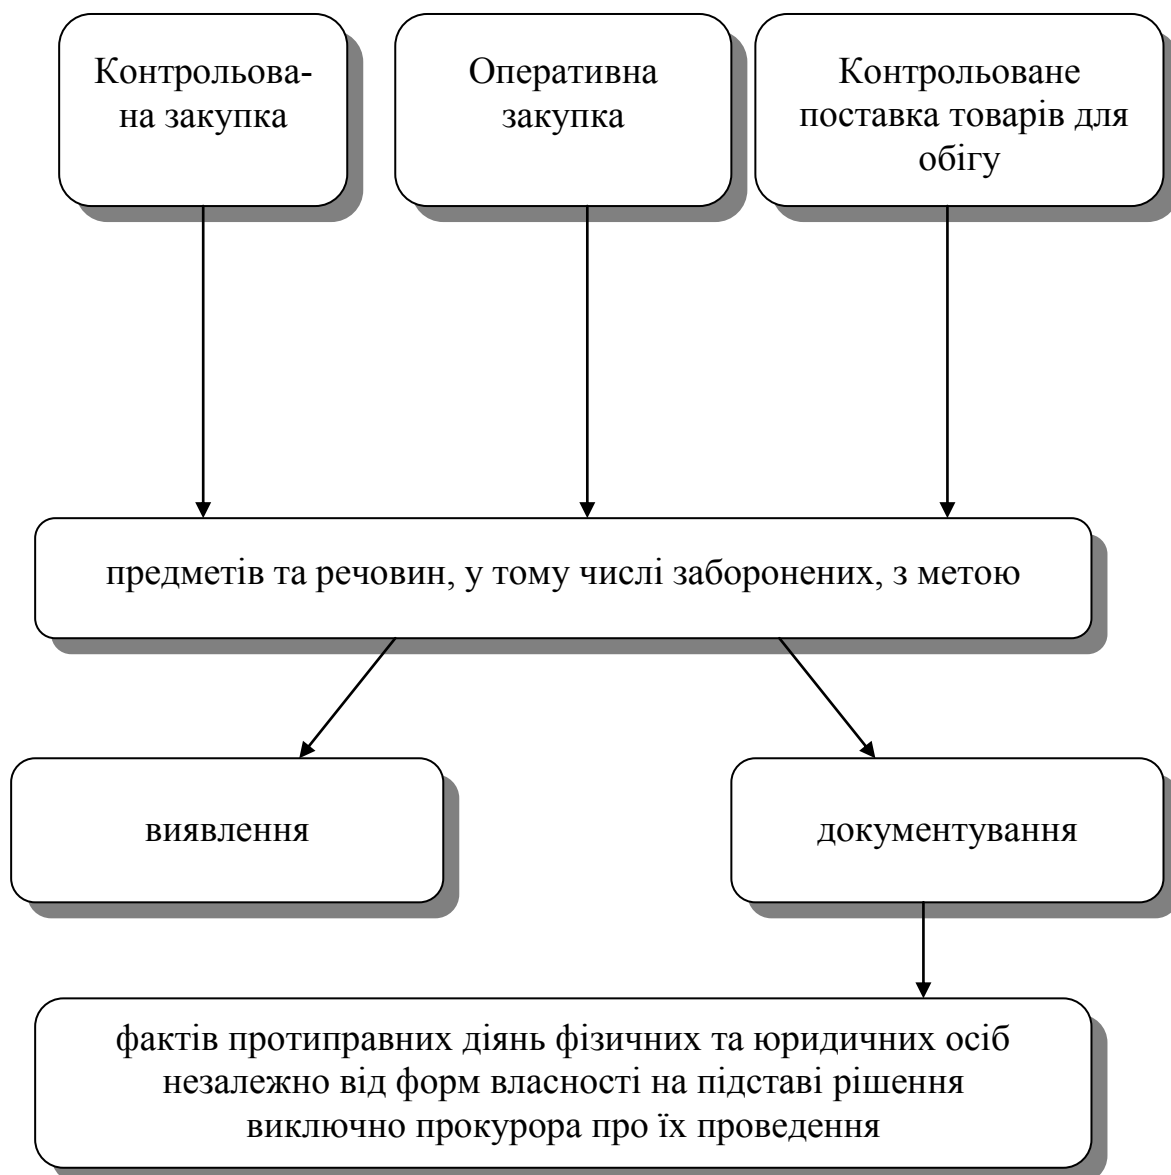 Контрольова-
на закупка
Оперативна
закупка
Контрольоване
поставка товарів для
обігу
предметів та речовин, у тому числі заборонених, з метою
виявлення
документування
фактів протиправних діянь фізичних та юридичних осіб
незалежно від форм власності на підставі рішення
виключно прокурора про їх проведення